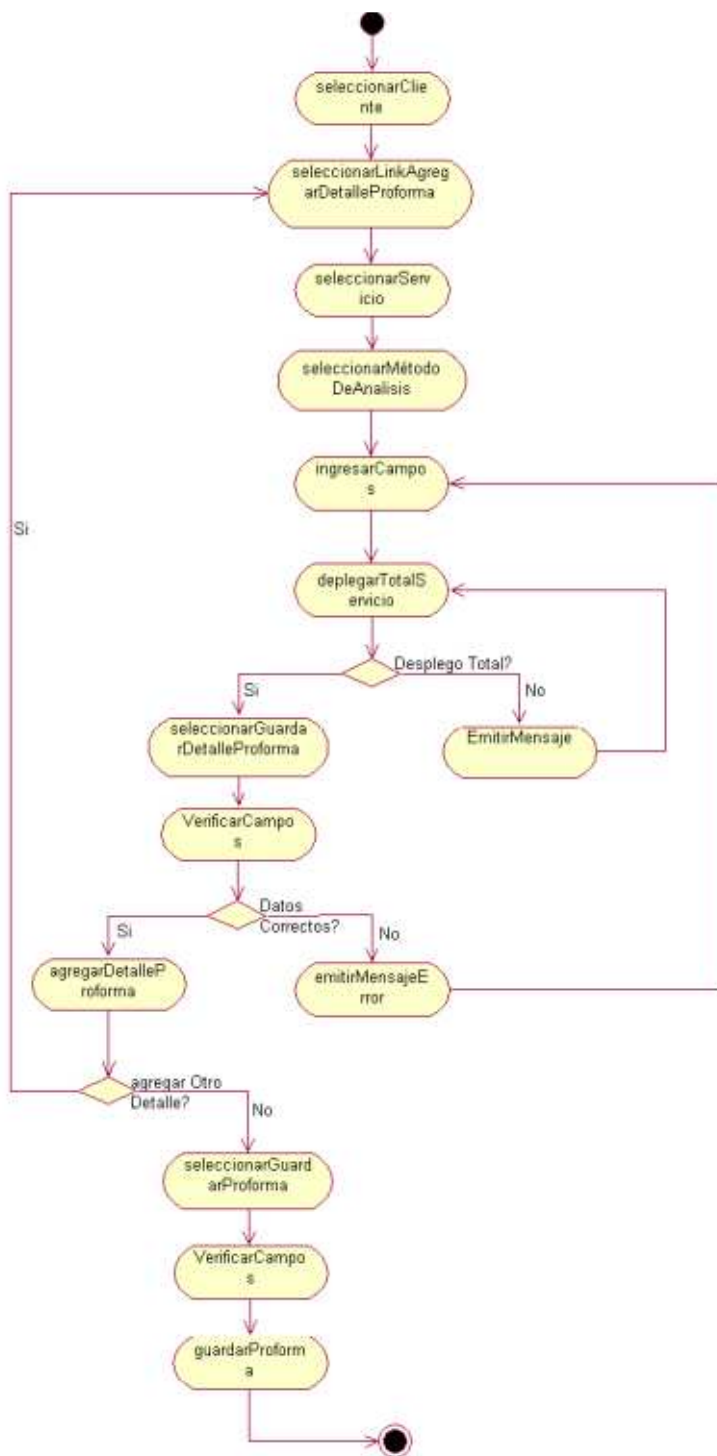 seleccionarClie
nte
seleccionarLinkAgreg
arDetalleProforma
seleccionarServ
icio
seleccionarMétodo
DeAnalisis
ingresarCampo
s
Si
deplegarTotalS
ervicio
Desplego Total?
Si
No
seleccionarGuarda
rDetalleProforma
EmitirMensaje
VerificarCampo
s
Datos
Correctos?
Si
No
agregarDetalleP
roforma
emitirMensajeE
rror
agregar Otro
Detalle?
No
seleccionarGuard
arProforma
VerificarCampo
s
guardarProform
a